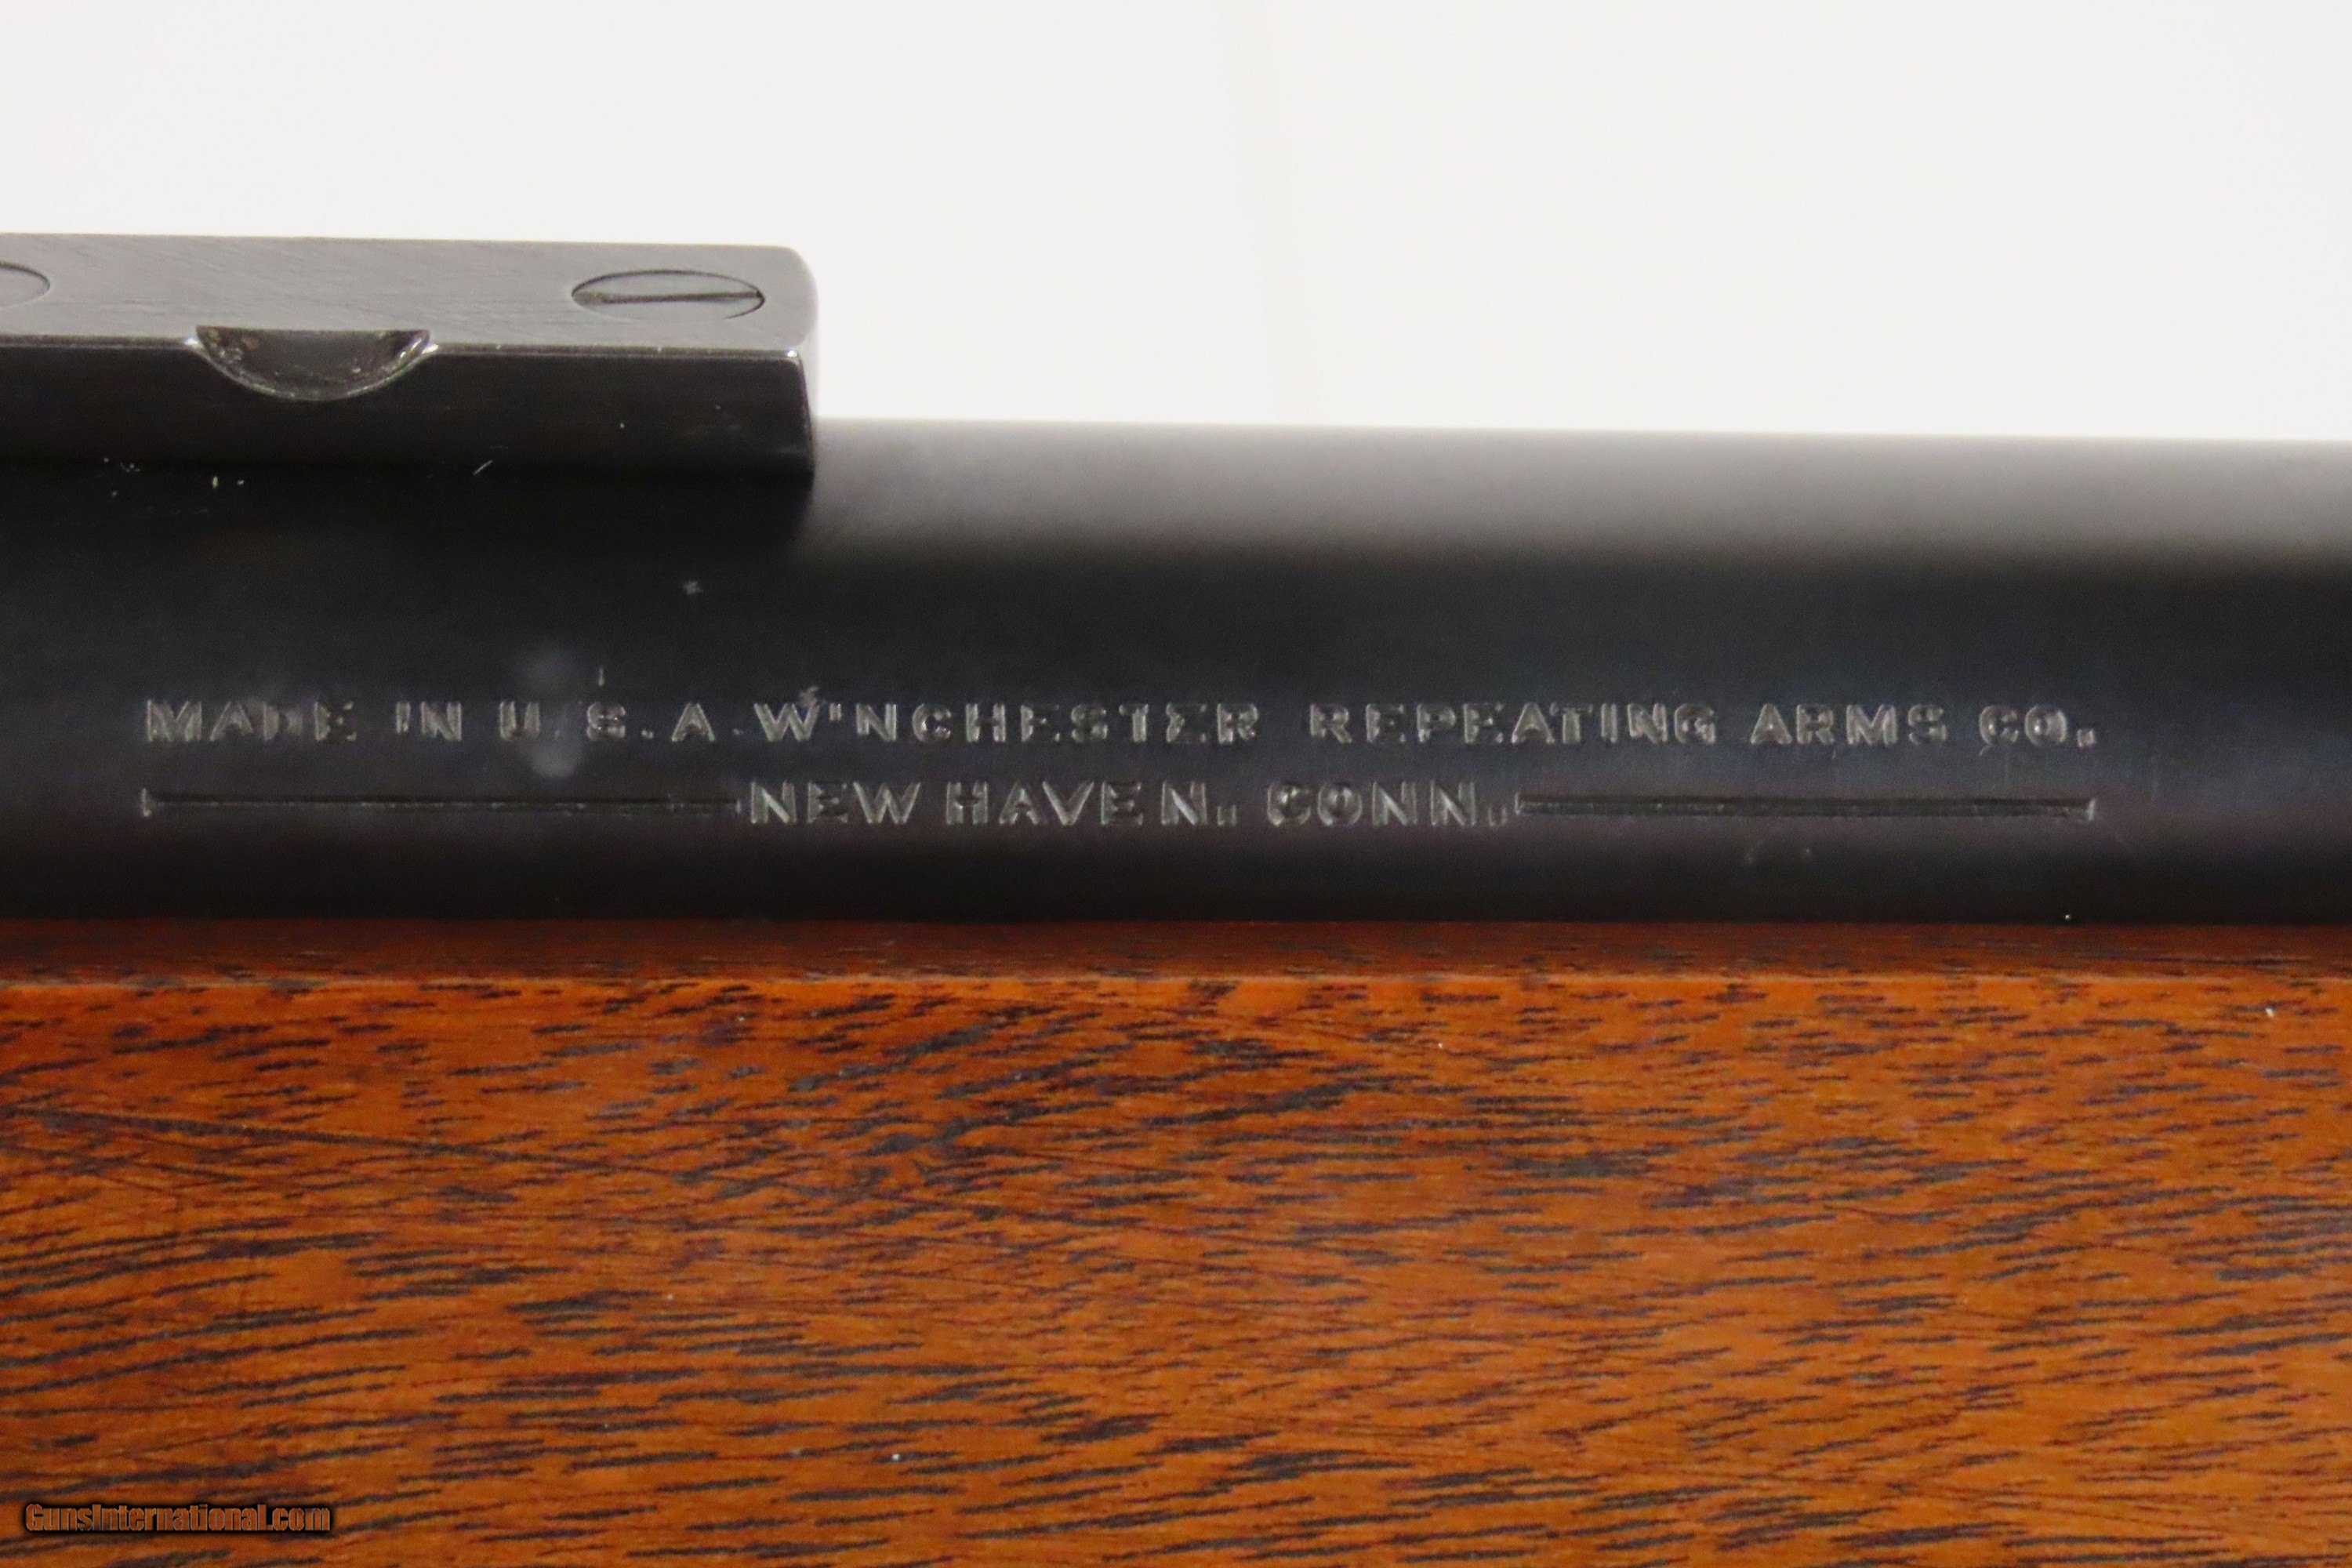 MADE IN U.S.A. WINCHESTER REPEATING ARMS CO.
NEW HAVEN. CONN.
GunsInternational.com